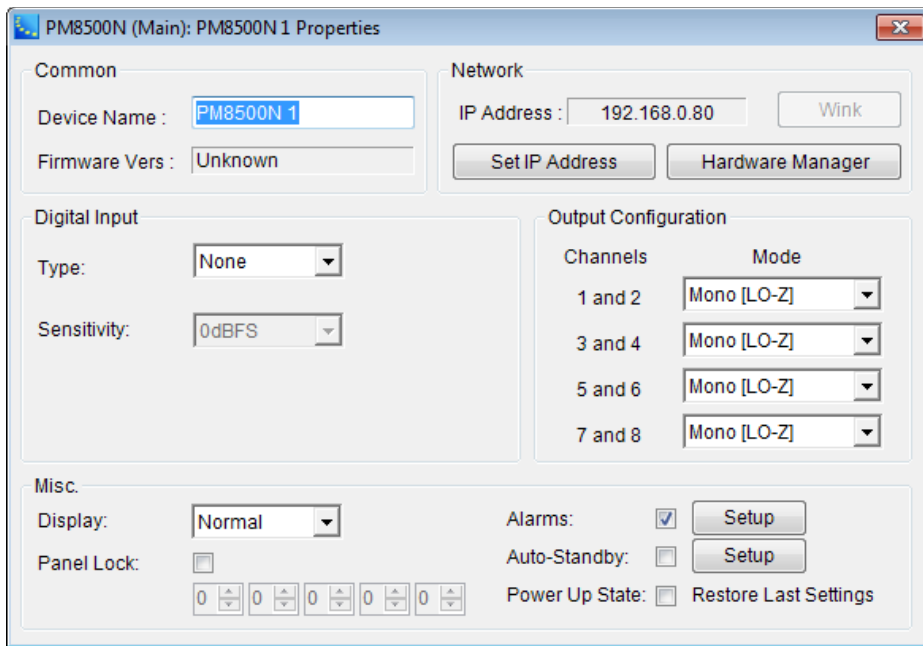 PM8500N (Main): PM8500N 1 Properties
Common
Device Name :
PM8500N 1
Firmware Vers :
Unknown
Network
IP Address :
192.168.0.80
Wink
Set IP Address
Hardware Manager
Digital Input
Type:
None
Sensitivity:
0dBFS
Output Configuration
Channels Mode
1 and 2 Mono [LO-Z]
3 and 4 Mono [LO-Z]
5 and 6 Mono [LO-Z]
7 and 8 Mono [LO-Z]
Misc.
Display: Normal
Panel Lock:
0 0 0 0 0
Alarms: Setup
Auto-Standby: Setup
Power Up State: Restore Last Settings